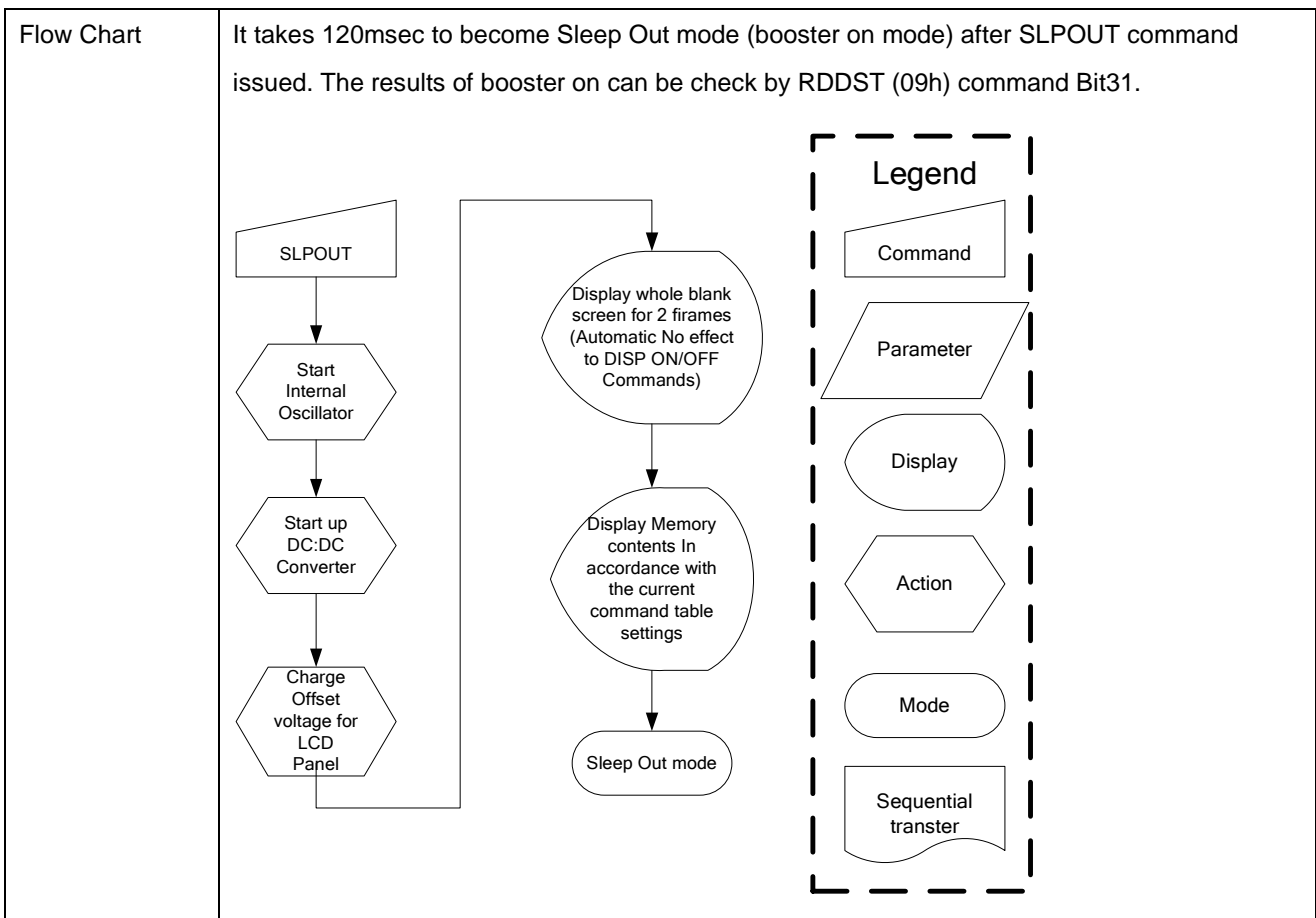 Flow Chart
It takes 120msec to become Sleep Out mode (booster on mode) after SLPOUT command
issued. The results of booster on can be check by RDDST (09h) command Bit31.
SLPOUT
Start
Internal
Oscillator
Start up
DC:DC
Converter
Charge
Offset
voltage for
LCD
Panel
Display whole blank
screen for 2 firames
(Automatic No effect
to DISP ON/OFF
Commands)
Display Memory
contents In
accordance with
the current
command table
settings
Sleep Out mode
Legend
Command
Parameter
Display
Action
Mode
Sequential
transter